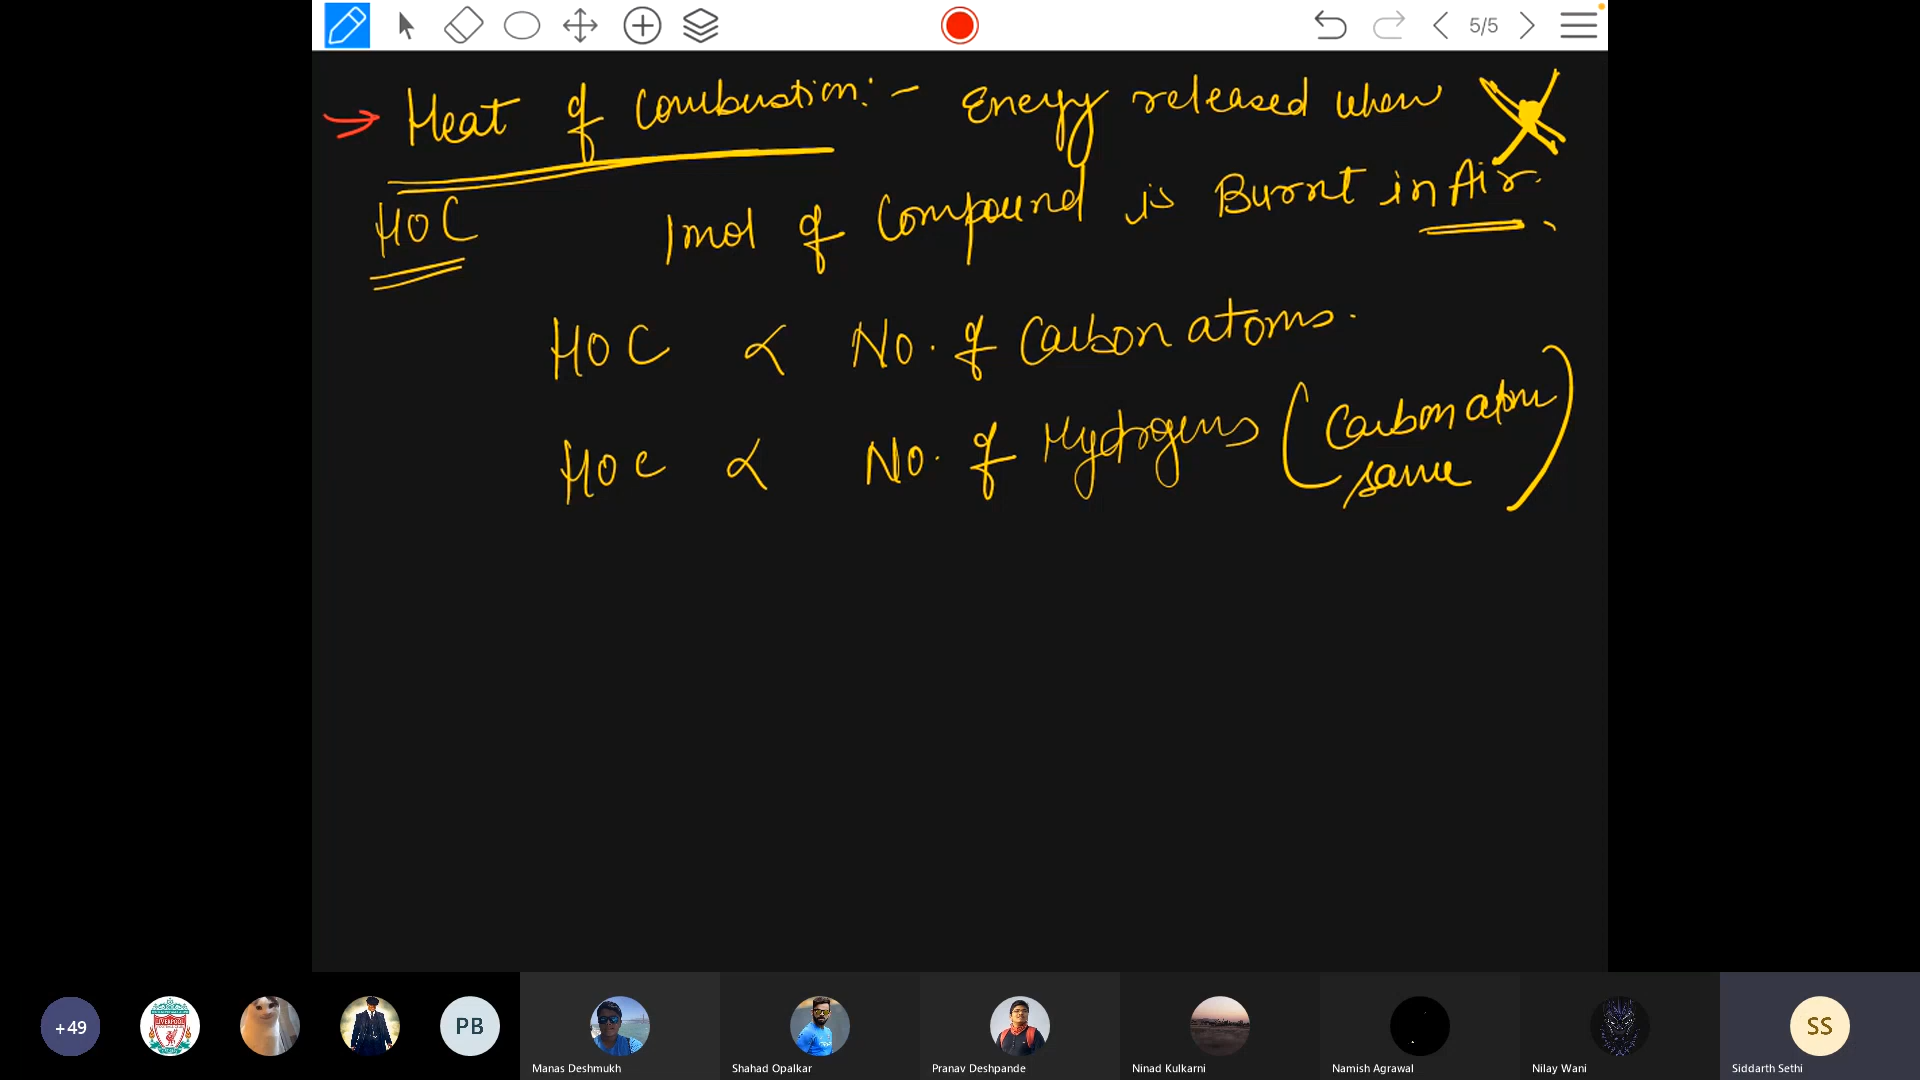 5/5
→ Heat of Combustion:- Energy released when
HOC 1mol of Compound is Burnt in Air.
HOC ∝ No. of Carbon atoms.
HOC ∝ No. of Hydrogens (Carbon atom
same)
+49
LIVERPOOL
PB
SS
Manas Deshmukh
Shahad Opalkar
Pranav Deshpande
Ninad Kulkarni
Namish Agrawal
Nilay Wani
Siddarth Sethi